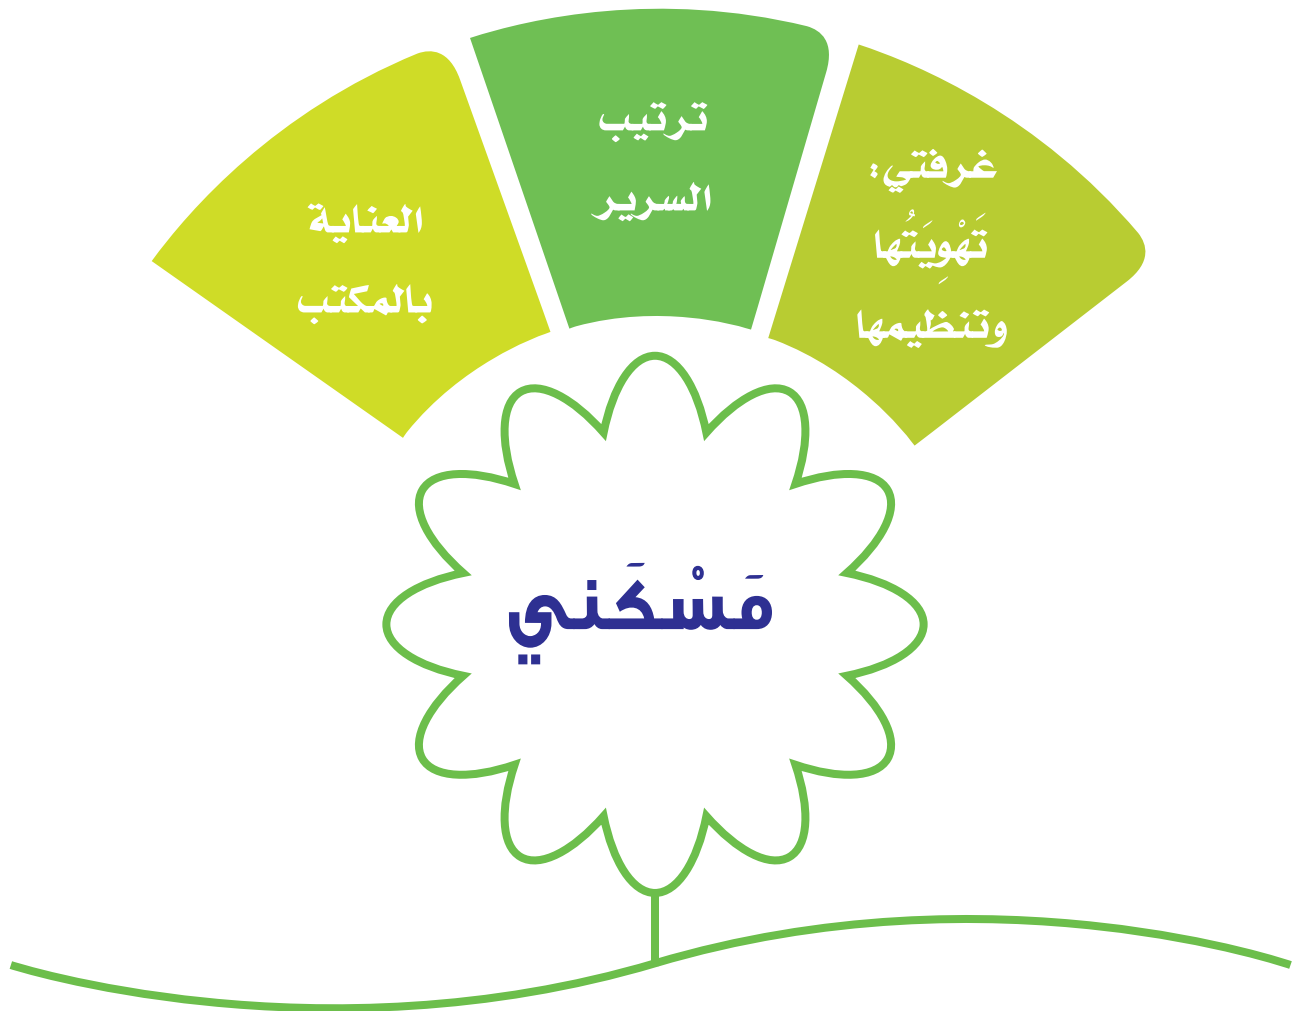 غرفتي:
تَهْوِيَتُها
وتنظيمها
ترتيب
السرير
العناية
بالمكتب
مَسْكَني